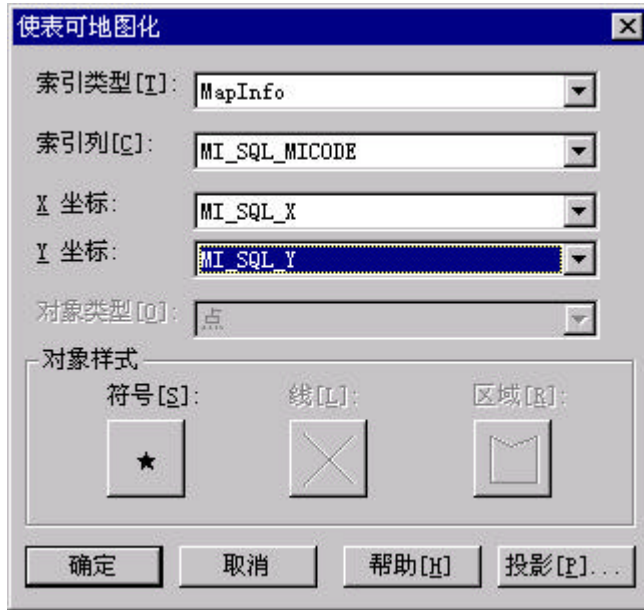 使表可地图化
索引类型[T]: MapInfo
索引列[C]: MI_SQL_MICODE
X 坐标: MI_SQL_X
Y 坐标: MI_SQL_Y
对象类型[O]: 点
对象样式
符号[S]: 线[L]: 区域[R]:
确定 取消 帮助[H] 投影[P]...